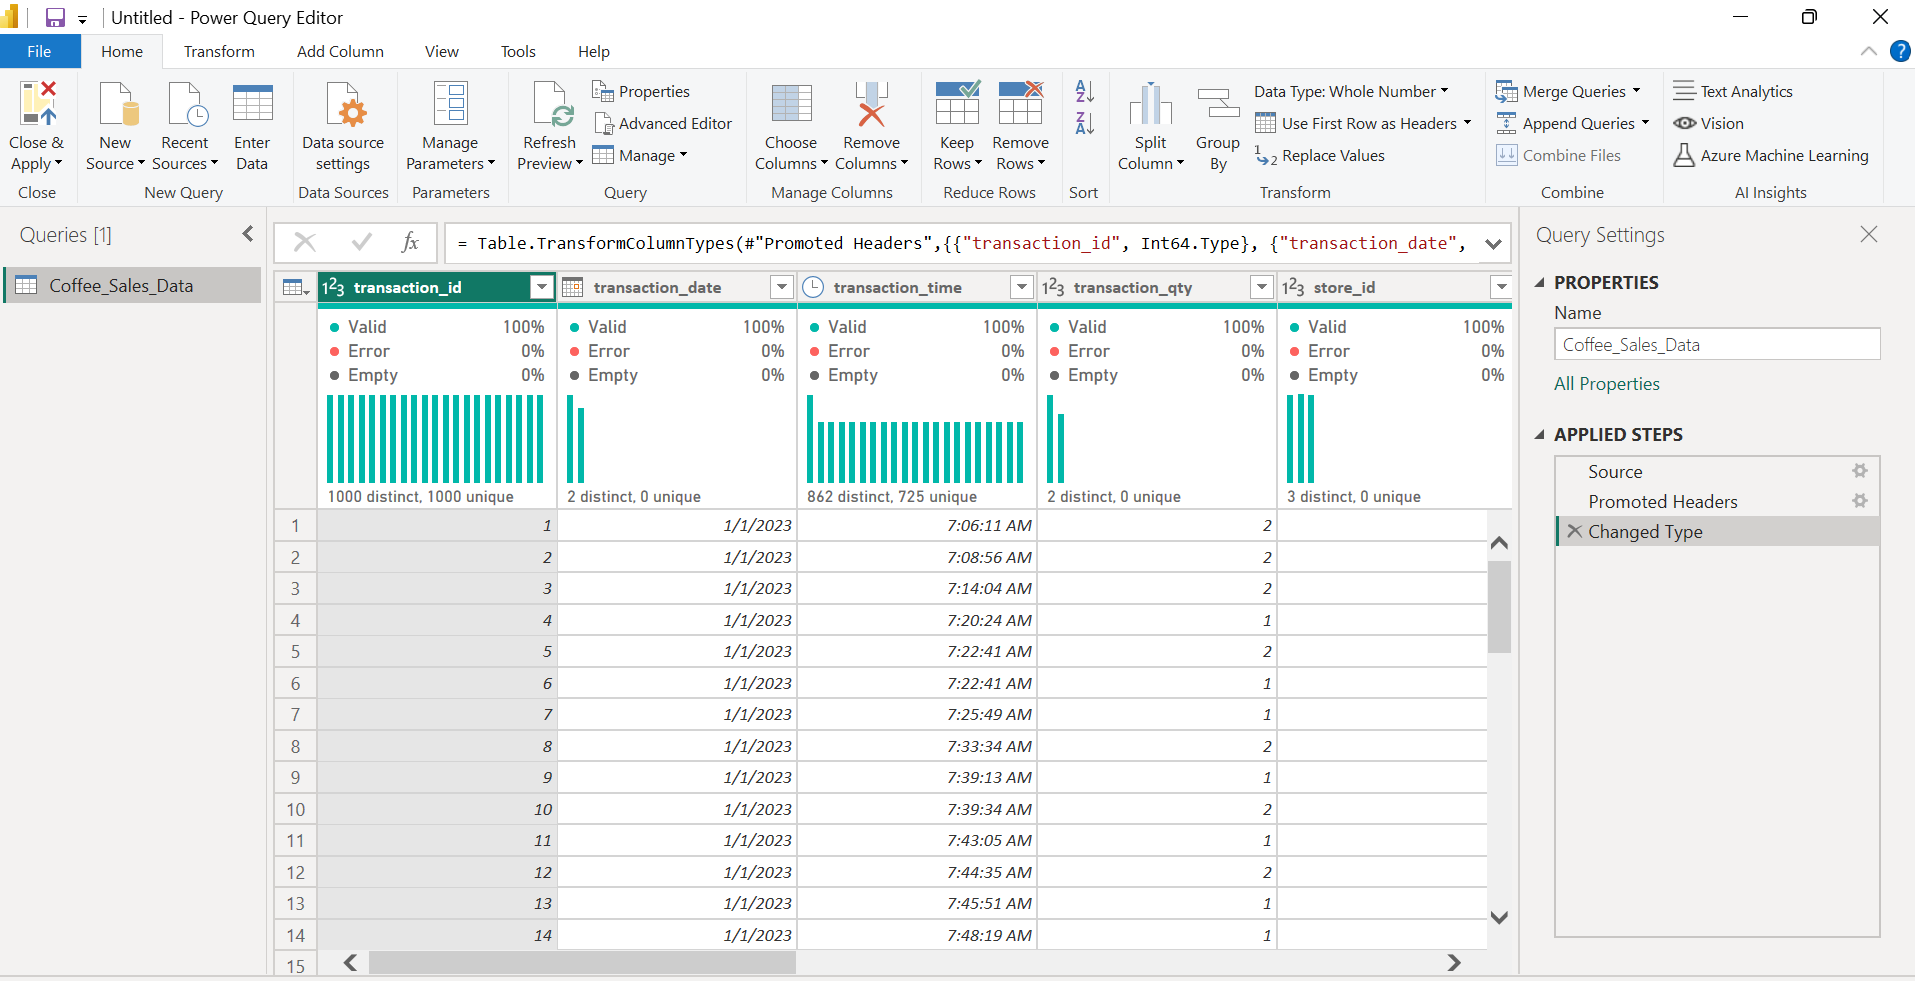 Untitled - Power Query Editor
File Home Transform Add Column View Tools Help
Close & Apply
Close
New Source
Recent Sources
Enter Data
New Query
Data source settings
Data Sources
Manage Parameters
Parameters
Refresh Preview
Properties
Advanced Editor
Manage
Query
Choose Columns
Remove Columns
Manage Columns
Keep Rows
Remove Rows
Reduce Rows
Sort
Split Column
Group By
Data Type: Whole Number
Use First Row as Headers
Replace Values
Transform
Merge Queries
Append Queries
Combine Files
Combine
Text Analytics
Vision
Azure Machine Learning
AI Insights
Queries [1]
Coffee_Sales_Data
fx
= Table.TransformColumnTypes(#"Promoted Headers",{{"transaction_id", Int64.Type}, {"transaction_date",
123 transaction_id transaction_date transaction_time 123 transaction_qty 123 store_id
Valid 100% Valid 100% Valid 100% Valid 100% Valid 100%
Error 0% Error 0% Error 0% Error 0% Error 0%
Empty 0% Empty 0% Empty 0% Empty 0% Empty 0%
1000 distinct, 1000 unique 2 distinct, 0 unique 862 distinct, 725 unique 2 distinct, 0 unique 3 distinct, 0 unique
1 1 1/1/2023 7:06:11 AM 2
2 2 1/1/2023 7:08:56 AM 2
3 3 1/1/2023 7:14:04 AM 2
4 4 1/1/2023 7:20:24 AM 1
5 5 1/1/2023 7:22:41 AM 2
6 6 1/1/2023 7:22:41 AM 1
7 7 1/1/2023 7:25:49 AM 1
8 8 1/1/2023 7:33:34 AM 2
9 9 1/1/2023 7:39:13 AM 1
10 10 1/1/2023 7:39:34 AM 2
11 11 1/1/2023 7:43:05 AM 1
12 12 1/1/2023 7:44:35 AM 2
13 13 1/1/2023 7:45:51 AM 1
14 14 1/1/2023 7:48:19 AM 1
15
Query Settings
PROPERTIES
Name
Coffee_Sales_Data
All Properties
APPLIED STEPS
Source
Promoted Headers
Changed Type